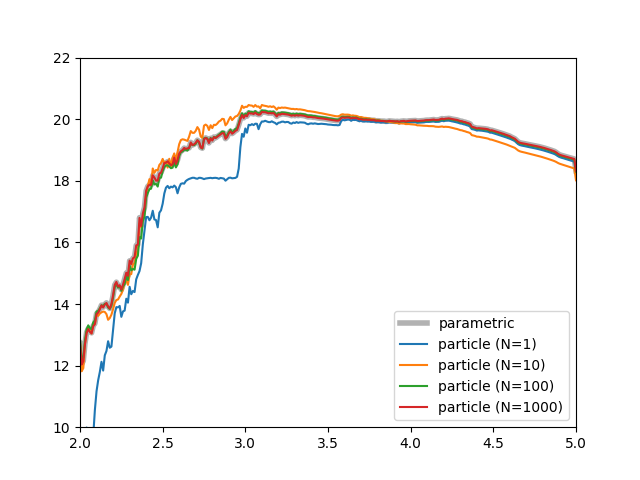 22
20
18
16
14
12
10
2.0 2.5 3.0 3.5 4.0 4.5 5.0
parametric
particle (N=1)
particle (N=10)
particle (N=100)
particle (N=1000)